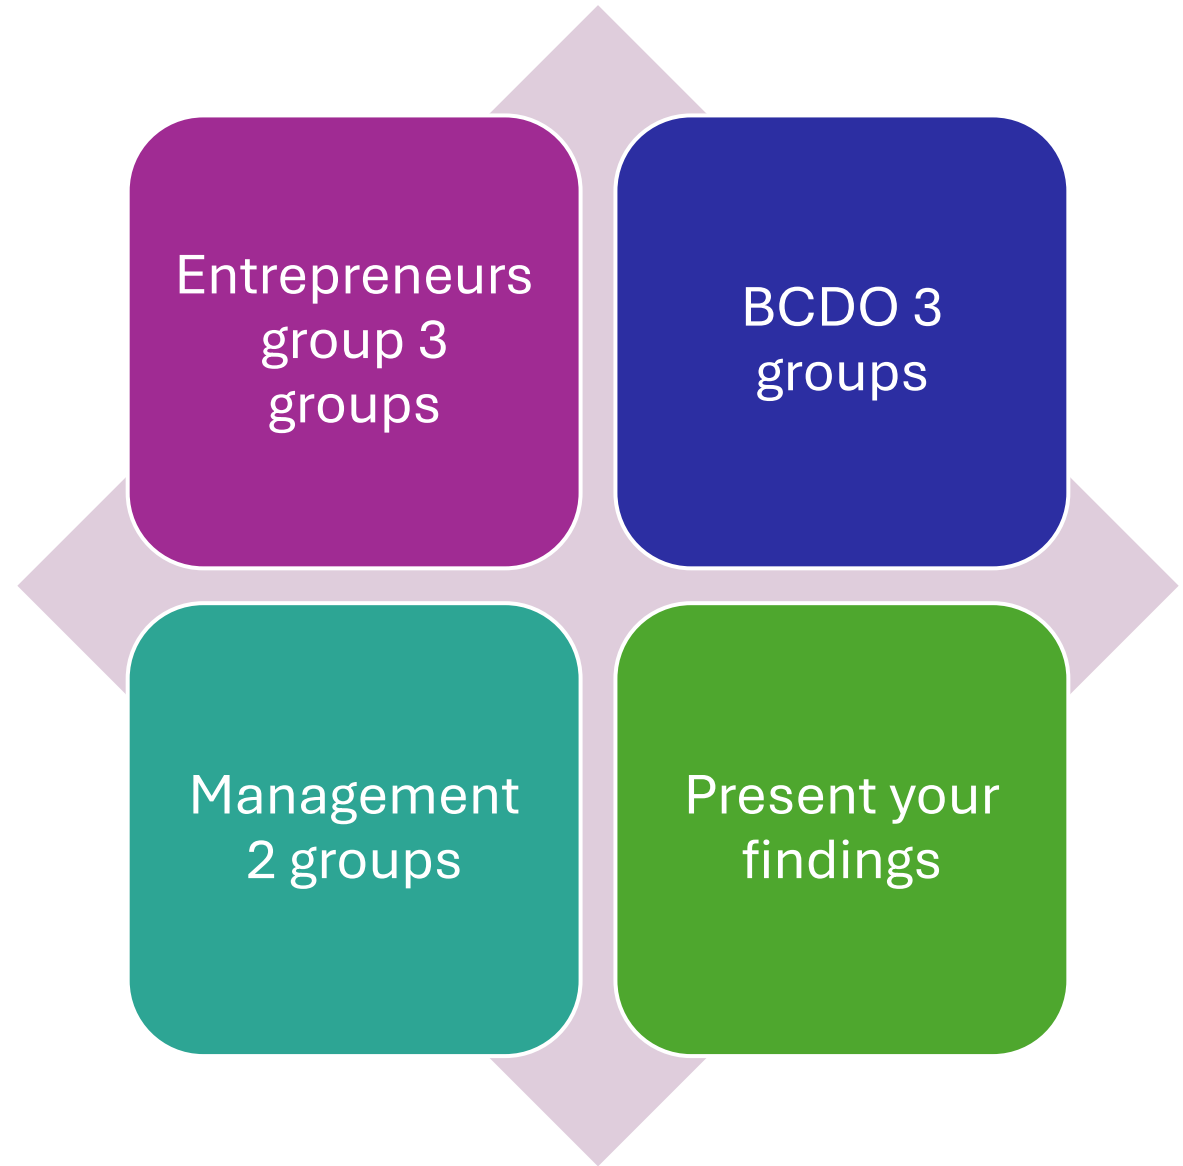 Entrepreneurs
group 3
groups
BCDO 3
groups
Management
2 groups
Present your
findings